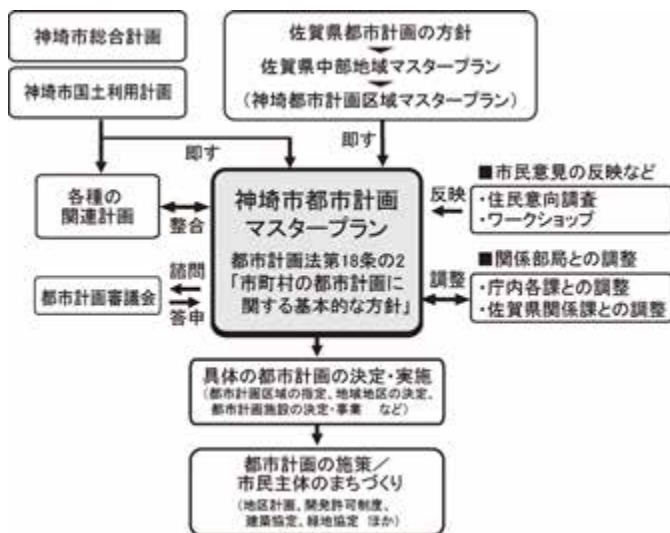 神埼市総合計画
神埼市国土利用計画
佐賀県都市計画の方針
佐賀県中部地域マスタープラン
(神埼都市計画区域マスタープラン)
即す
即す
各種の
関連計画
整合
神埼市都市計画
マスタープラン
都市計画法第18条の2
「市町村の都市計画に
関する基本的な方針」
反映
■市民意見の反映など
・住民意向調査
・ワークショップ
諮問
都市計画審議会
答申
調整
■関係部局との調整
・庁内各課との調整
・佐賀県関係課との調整
具体の都市計画の決定・実施
(都市計画区域の指定、地域地区の決定、
都市計画施設の決定・事業 など)
都市計画の施策/
市民主体のまちづくり
(地区計画、開発許可制度、
建築協定、緑地協定 ほか)